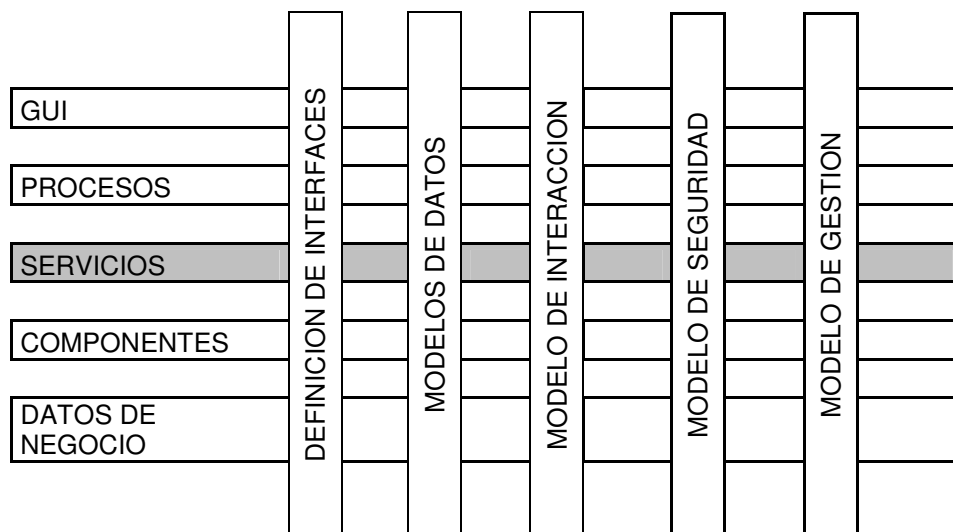 GUI
PROCESOS
SERVICIOS
COMPONENTES
DATOS DE
NEGOCIO
DEFINICION DE INTERFACES
MODELOS DE DATOS
MODELO DE INTERACCION
MODELO DE SEGURIDAD
MODELO DE GESTION